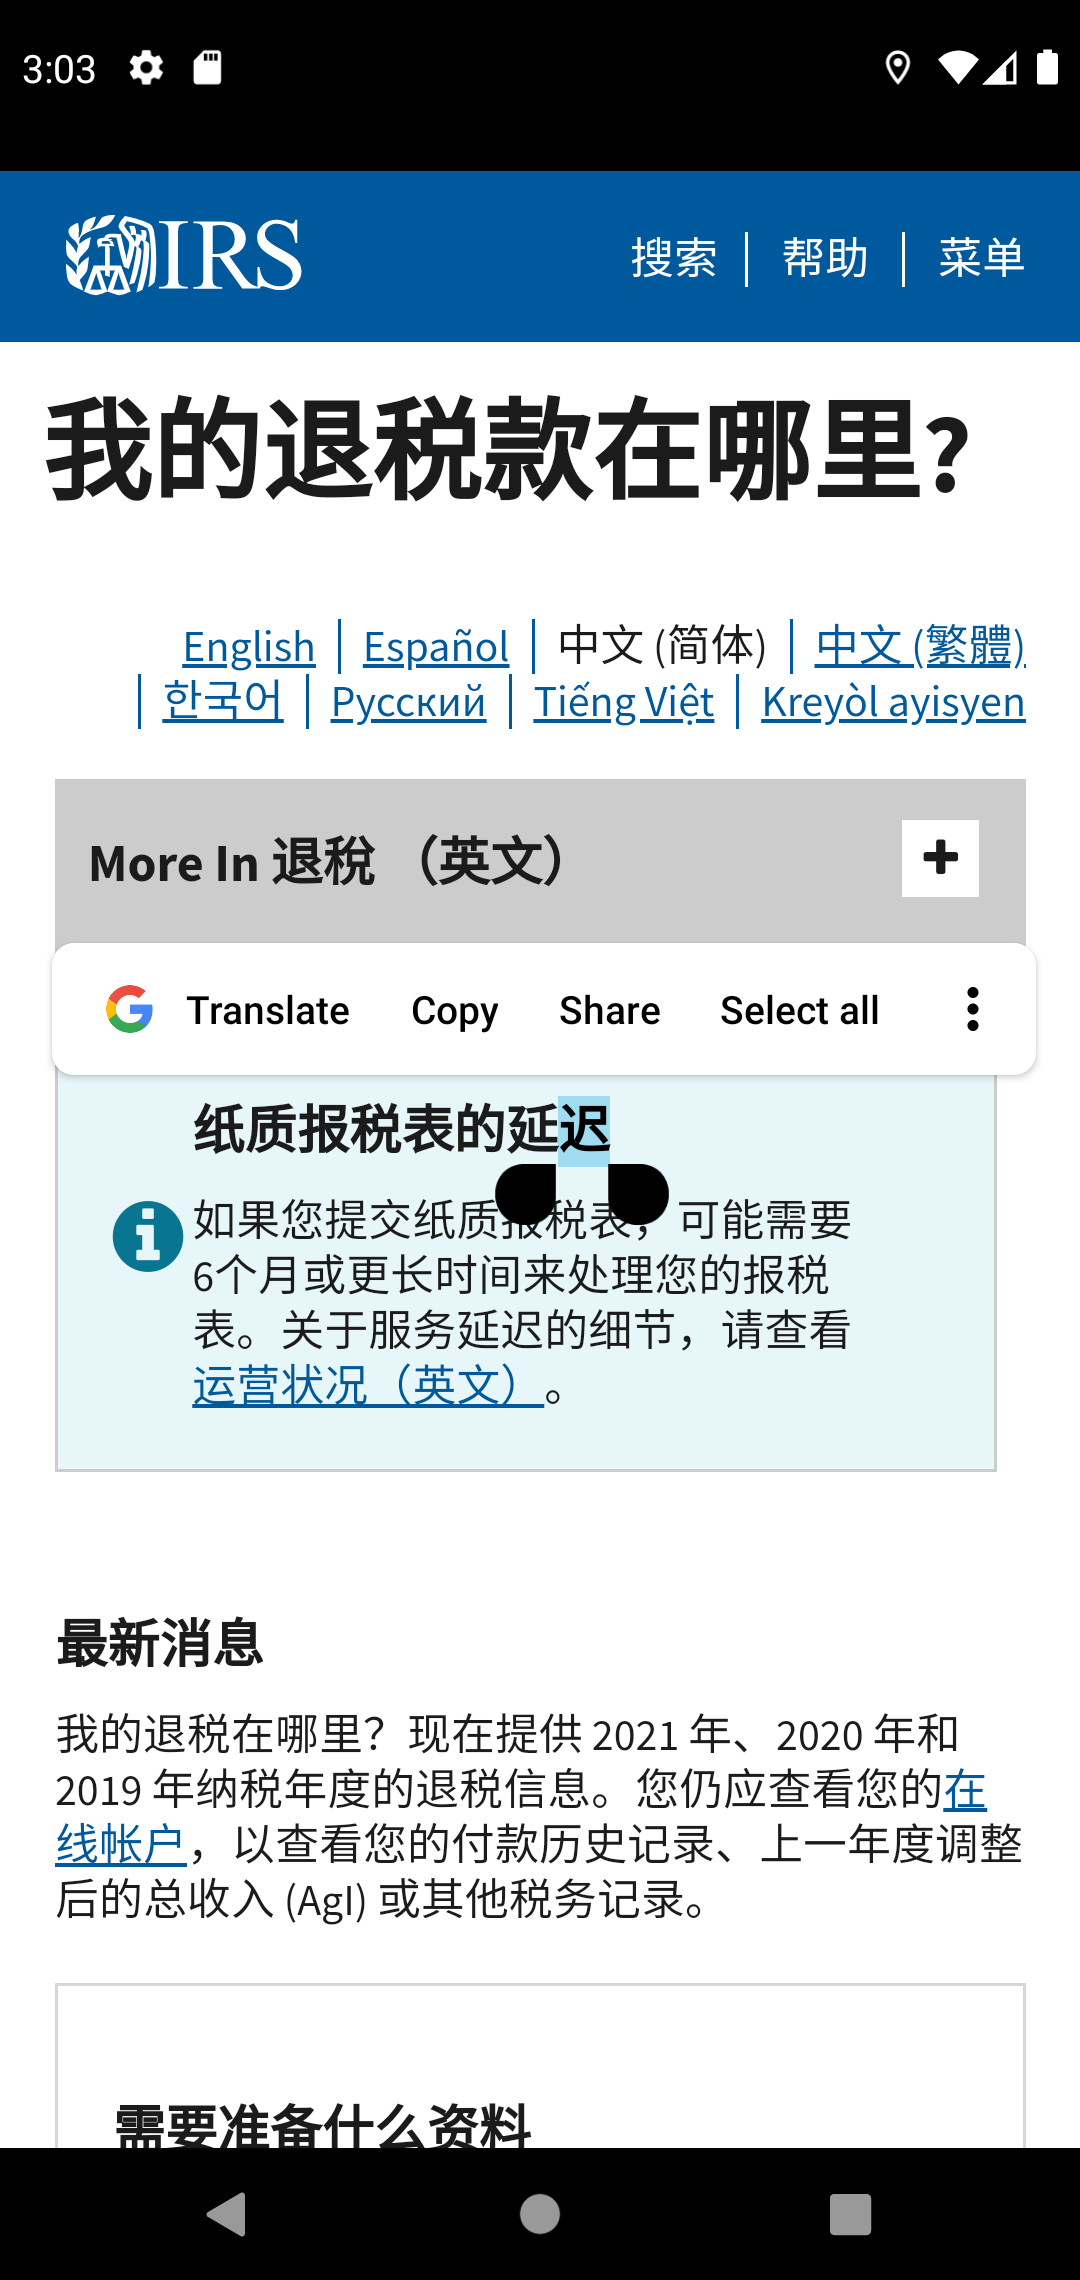 3:03
IRS
搜索 | 帮助 | 菜单
我的退税款在哪里?
English | Español | 中文 (简体) | 中文 (繁體)
| 한국어 | Русский | Tiếng Việt | Kreyòl ayisyen
More In 退稅 （英文）
Translate Copy Share Select all
纸质报税表的延迟
如果您提交纸质报税表，可能需要
6个月或更长时间来处理您的报税
表。关于服务延迟的细节，请查看
运营状况（英文） 。
最新消息
我的退税在哪里？现在提供 2021 年、2020 年和
2019 年纳税年度的退税信息。您仍应查看您的在
线帐户，以查看您的付款历史记录、上一年度调整
后的总收入 (AgI) 或其他税务记录。
需要准备什么资料